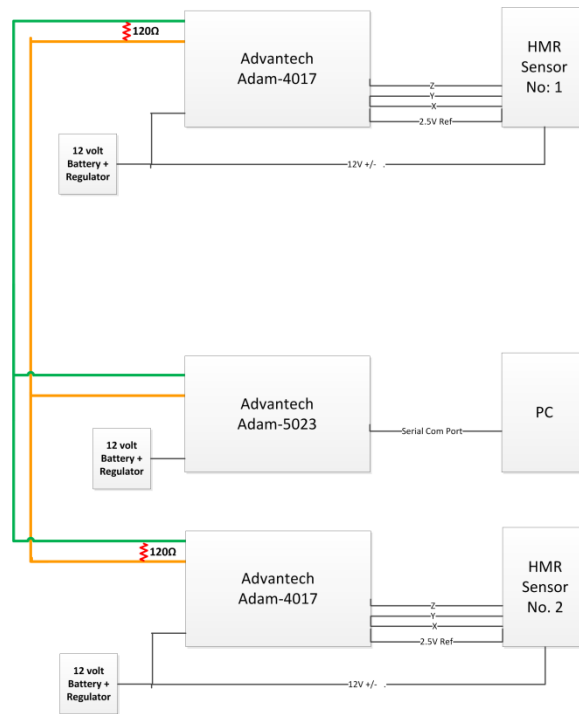 120Ω
Advantech
Adam-4017
HMR
Sensor
No: 1
Z
Y
X
2.5V Ref
12 volt
Battery +
Regulator
12V +/-  .
Advantech
Adam-5023
PC
Serial Com Port
12 volt
Battery +
Regulator
120Ω
Advantech
Adam-4017
HMR
Sensor
No. 2
Z
Y
X
2.5V Ref
12 volt
Battery +
Regulator
12V +/-  .